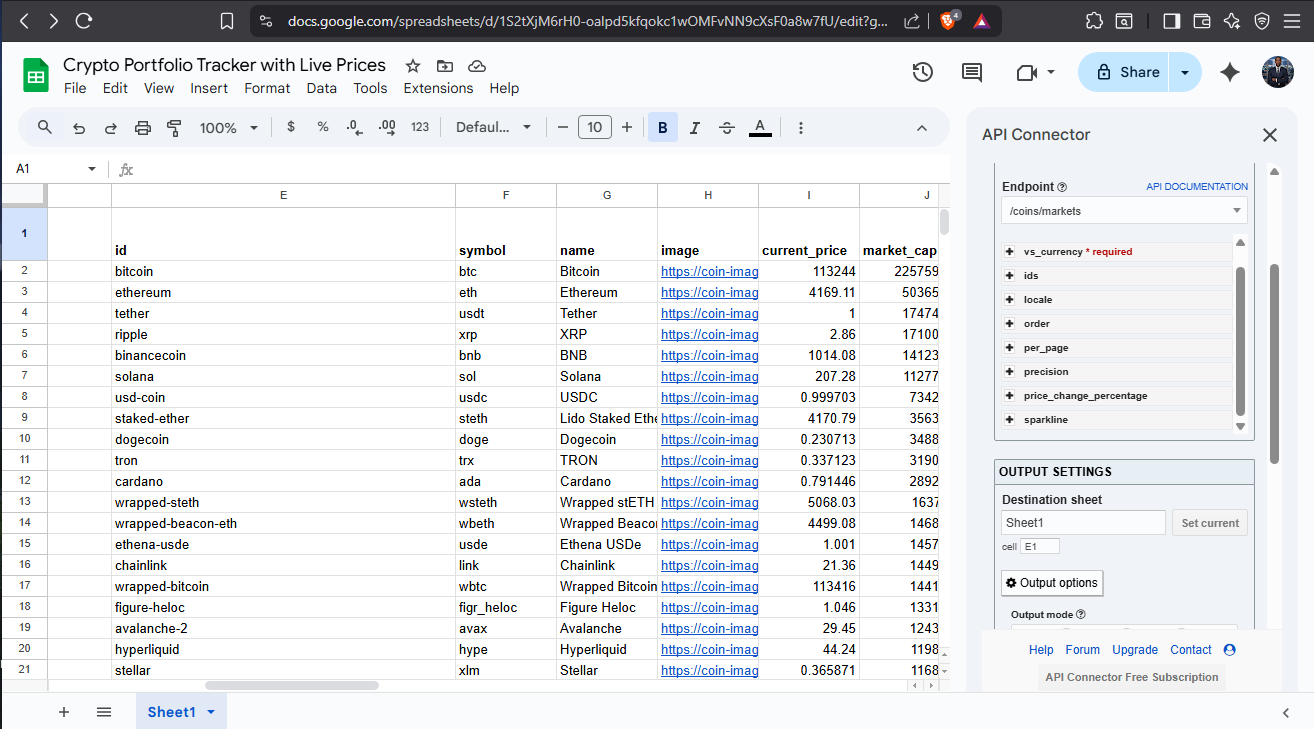 docs.google.com/spreadsheets/d/1S2tXjM6rH0-oalpd5kfqokc1wOMFvNN9cXsF0a8w7fU/edit?g...
4
Crypto Portfolio Tracker with Live Prices
File Edit View Insert Format Data Tools Extensions Help
Share
100% $ % .0 .00 123 Defaul... 10 B I S A
API Connector
A1 fx
E F G H I J
1 id symbol name image current_price market_cap
2 bitcoin btc Bitcoin https://coin-imag 113244 225759
3 ethereum eth Ethereum https://coin-imag 4169.11 50365
4 tether usdt Tether https://coin-imag 1 17474
5 ripple xrp XRP https://coin-imag 2.86 17100
6 binancecoin bnb BNB https://coin-imag 1014.08 14123
7 solana sol Solana https://coin-imag 207.28 11277
8 usd-coin usdc USDC https://coin-imag 0.999703 7342
9 staked-ether steth Lido Staked Ethe https://coin-imag 4170.79 3563
10 dogecoin doge Dogecoin https://coin-imag 0.230713 3488
11 tron trx TRON https://coin-imag 0.337123 3190
12 cardano ada Cardano https://coin-imag 0.791446 2892
13 wrapped-steth wsteth Wrapped stETH https://coin-imag 5068.03 1637
14 wrapped-beacon-eth wbeth Wrapped Beaco https://coin-imag 4499.08 1468
15 ethena-usde usde Ethena USDe https://coin-imag 1.001 1457
16 chainlink link Chainlink https://coin-imag 21.36 1449
17 wrapped-bitcoin wbtc Wrapped Bitcoin https://coin-imag 113416 1441
18 figure-heloc figr_heloc Figure Heloc https://coin-imag 1.046 1331
19 avalanche-2 avax Avalanche https://coin-imag 29.45 1243
20 hyperliquid hype Hyperliquid https://coin-imag 44.24 1198
21 stellar xlm Stellar https://coin-imag 0.365871 1168
Sheet1
Endpoint API DOCUMENTATION
/coins/markets
vs_currency * required
ids
locale
order
per_page
precision
price_change_percentage
sparkline
OUTPUT SETTINGS
Destination sheet
Sheet1 Set current
cell E1
Output options
Output mode
Help Forum Upgrade Contact
API Connector Free Subscription